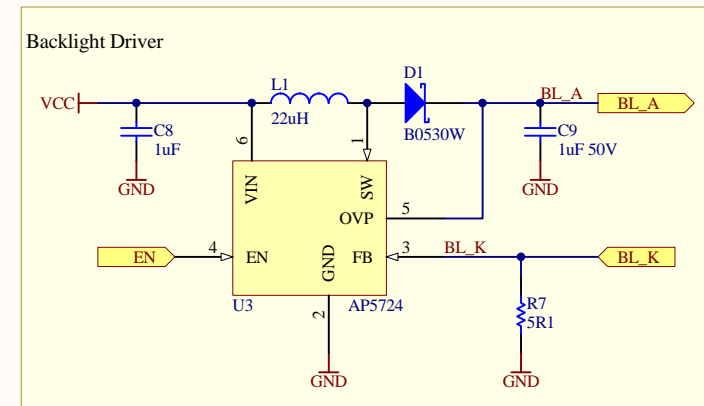 Backlight Driver
L1
22uH
D1
B0530W
VCC
BL_A
BL_A
C8
1uF
GND
6
1
C9
1uF 50V
GND
VIN
SW
OVP
5
EN
4
EN
GND
FB
3
BL_K
BL_K
U3
AP5724
2
R7
5R1
GND
GND